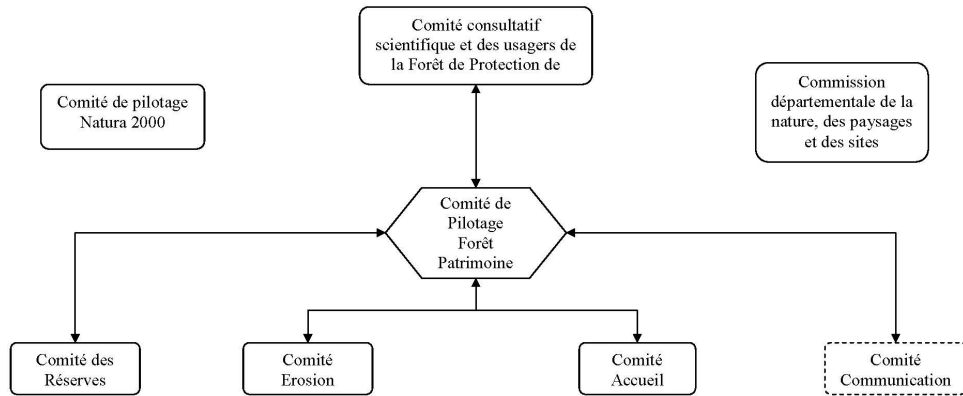 Comité consultatif
scientifique et des usagers de
la Forêt de Protection de
Comité de pilotage
Natura 2000
Commission
départementale de la
nature, des paysages
et des sites
Comité de
Pilotage
Forêt
Patrimoine
Comité des
Réserves
Comité
Erosion
Comité
Accueil
Comité
Communication